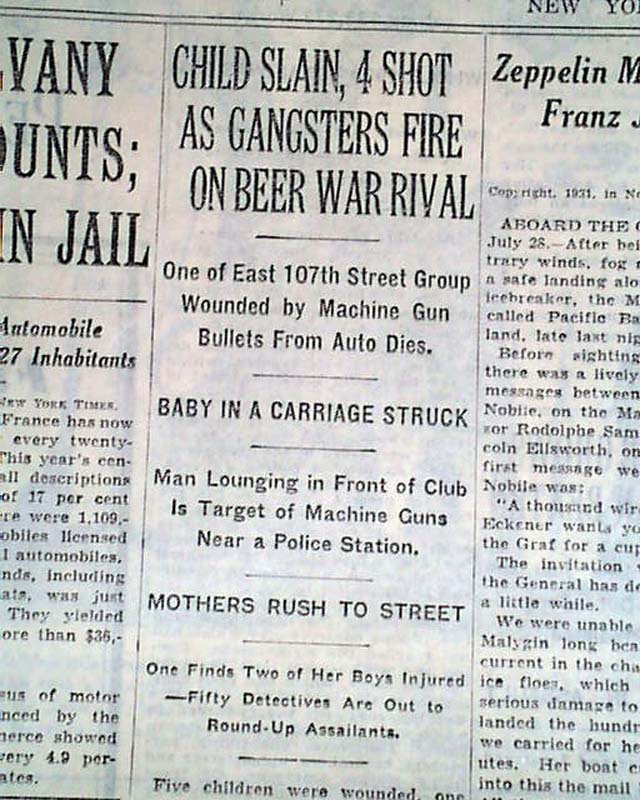 NEW YO
VANY
OUNTS;
IN JAIL
Automobile
27 Inhabitants
NEW YORK TIMES.
France has now
every twenty-
This year's cen-
all descriptions
of 17 per cent
re were 1,109,-
obiles licensed
l automobiles,
nds, including
ats, was just
They yielded
ore than $36,-
sus of motor
nced by the
merce showed
very 4.9 per-
ates.
CHILD SLAIN, 4 SHOT
AS GANGSTERS FIRE
ON BEER WAR RIVAL
One of East 107th Street Group
Wounded by Machine Gun
Bullets From Auto Dies.
BABY IN A CARRIAGE STRUCK
Man Lounging in Front of Club
Is Target of Machine Guns
Near a Police Station.
MOTHERS RUSH TO STREET
One Finds Two of Her Boys Injured
—Fifty Detectives Are Out to
Round-Up Assailants.
Five children were wounded, one
Zeppelin M
Franz J
Copyright, 1931, in Ne
ABOARD THE G
July 28.—After bei
trary winds, fog a
a safe landing alo
icebreaker, the M
called Pacific Ba
land, late last nig
Before sighting
there was a lively
messages between
Nobile, on the Ma
sor Rodolphe Sam
coln Ellsworth, on
first message we
Nobile was:
"A thousand wire
Eckener wants yo
the Graf for a cup
The invitation
the General has de
a little while.
We were unable
Malygin long beca
current in the cha
ice floes, which
serious damage to
landed the hundr
we carried for he
utes. Her boat c
into this the mail